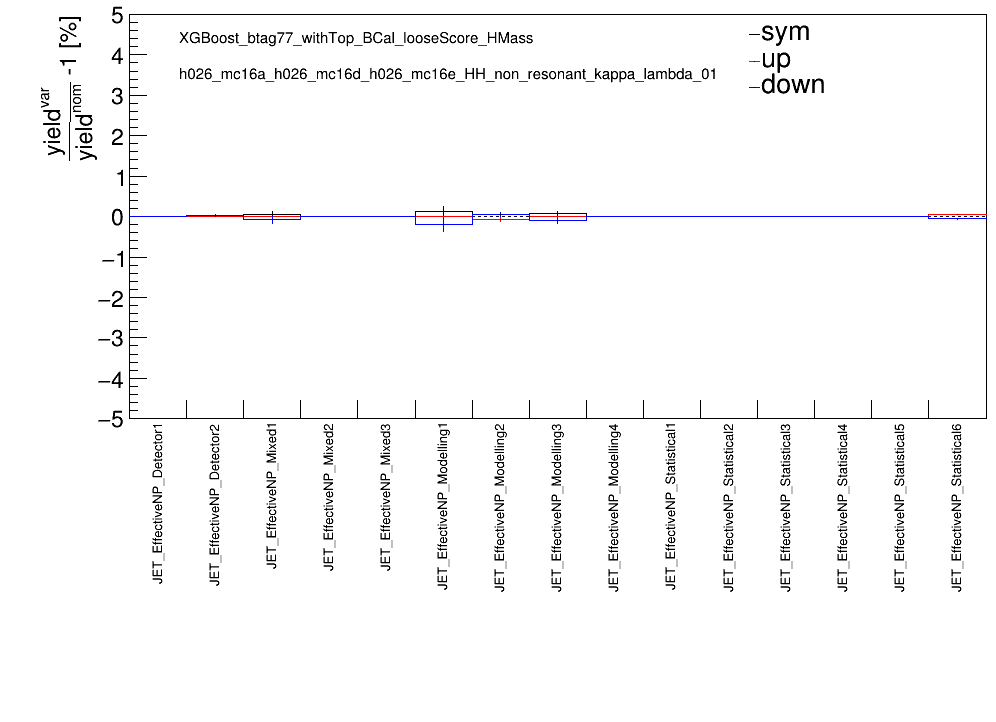 yield^var / yield^nom -1 [%]
XGBoost_btag77_withTop_BCal_looseScore_HMass
h026_mc16a_h026_mc16d_h026_mc16e_HH_non_resonant_kappa_lambda_01
sym
up
down
5
4
3
2
1
0
−1
−2
−3
−4
−5
JET_EffectiveNP_Detector1
JET_EffectiveNP_Detector2
JET_EffectiveNP_Mixed1
JET_EffectiveNP_Mixed2
JET_EffectiveNP_Mixed3
JET_EffectiveNP_Modelling1
JET_EffectiveNP_Modelling2
JET_EffectiveNP_Modelling3
JET_EffectiveNP_Modelling4
JET_EffectiveNP_Statistical1
JET_EffectiveNP_Statistical2
JET_EffectiveNP_Statistical3
JET_EffectiveNP_Statistical4
JET_EffectiveNP_Statistical5
JET_EffectiveNP_Statistical6